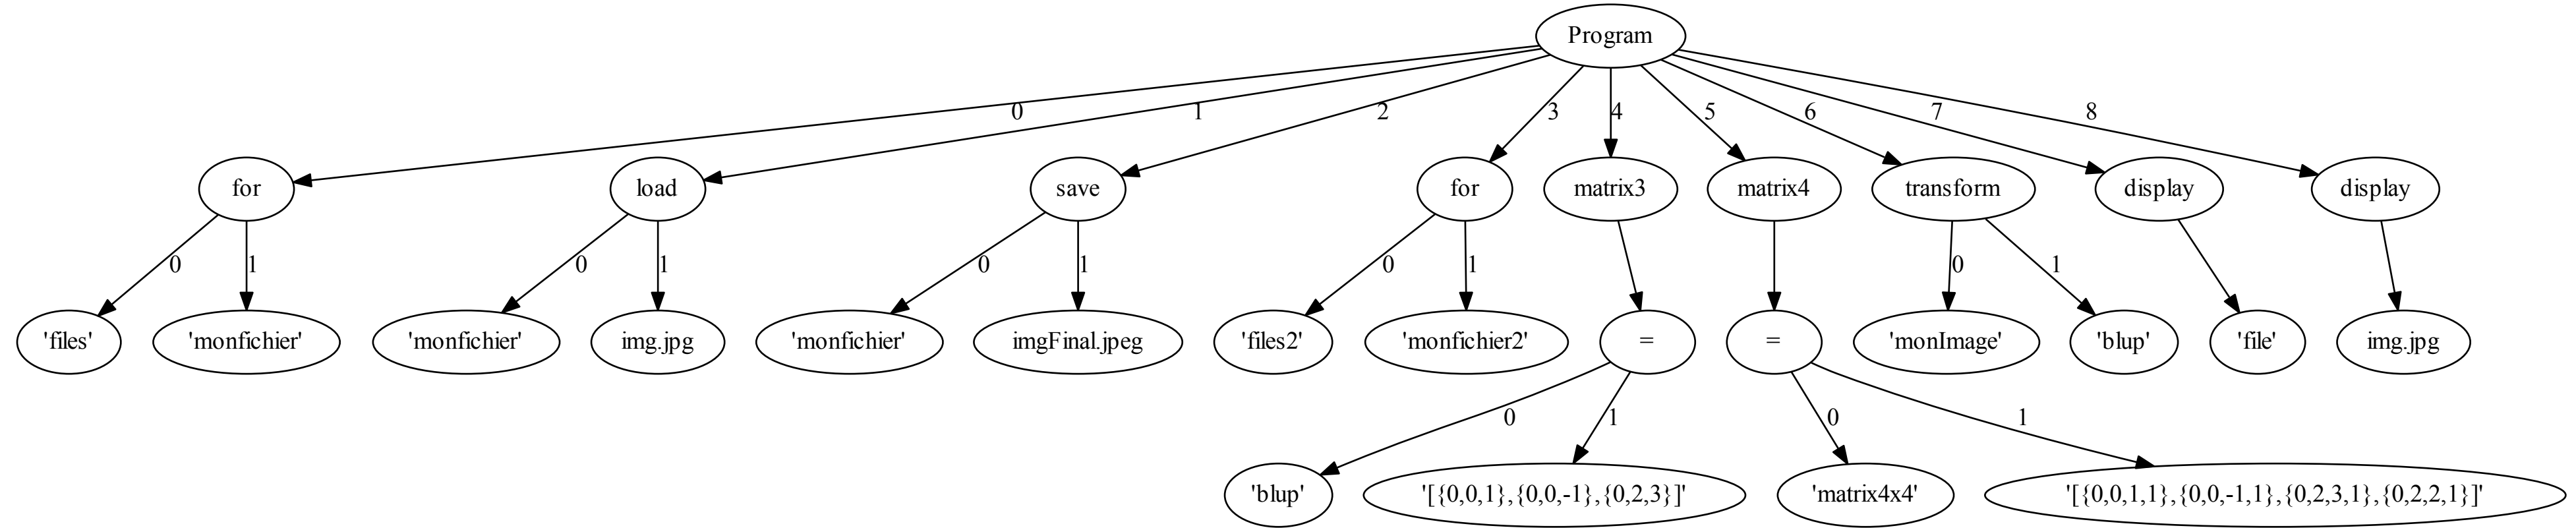 Program
0 1 2 3 4 5 6 7 8
for load save for matrix3 matrix4 transform display display
0 1 0 1 0 1 0 1 0 1
'files' 'monfichier' 'monfichier' img.jpg 'monfichier' imgFinal.jpeg 'files2' 'monfichier2' = = 'monImage' 'blup' 'file' img.jpg
0 1 0 1
'blup' '[{0,0,1},{0,0,-1},{0,2,3}]' 'matrix4x4' '[{0,0,1,1},{0,0,-1,1},{0,2,3,1},{0,2,2,1}]'